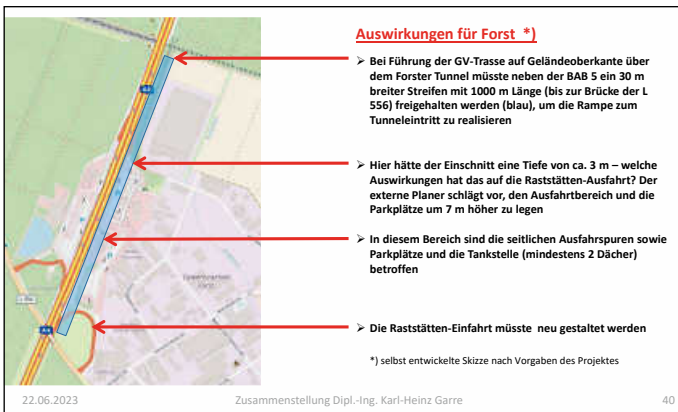 Auswirkungen für Forst *)
➢ Bei Führung der GV-Trasse auf Geländeoberkante über
dem Forster Tunnel müsste neben der BAB 5 ein 30 m
breiter Streifen mit 1000 m Länge (bis zur Brücke der L
556) freigehalten werden (blau), um die Rampe zum
Tunneleintritt zu realisieren
➢ Hier hätte der Einschnitt eine Tiefe von ca. 3 m – welche
Auswirkungen hat das auf die Raststätten-Ausfahrt? Der
externe Planer schlägt vor, den Ausfahrtbereich und die
Parkplätze um 7 m höher zu legen
➢ In diesem Bereich sind die seitlichen Ausfahrspuren sowie
Parkplätze und die Tankstelle (mindestens 2 Dächer)
betroffen
➢ Die Raststätten-Einfahrt müsste neu gestaltet werden
*) selbst entwickelte Skizze nach Vorgaben des Projektes
22.06.2023
Zusammenstellung Dipl.-Ing. Karl-Heinz Garre
40